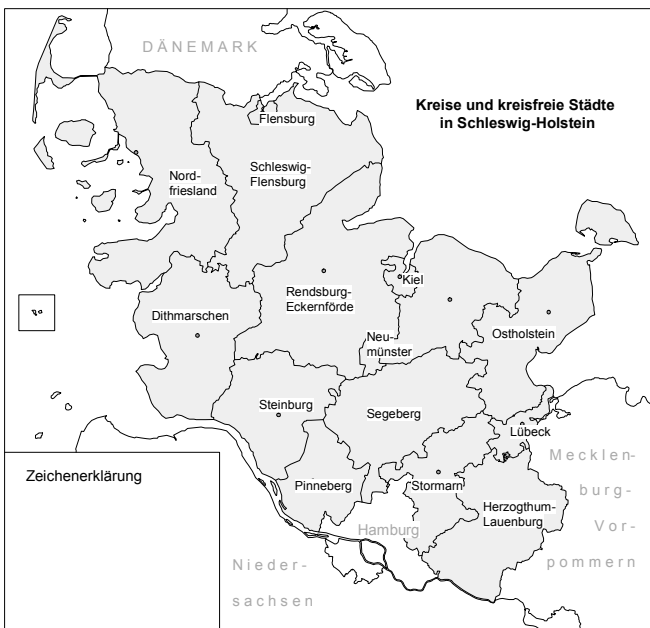 DÄNEMARK
Kreise und kreisfreie Städte
in Schleswig-Holstein
Flensburg
Nord-
friesland
Schleswig-
Flensburg
Kiel
Rendsburg-
Eckernförde
Dithmarschen
Ostholstein
Neu-
münster
Steinburg
Segeberg
Lübeck
Zeichenerklärung
Pinneberg
Stormarn
Herzogthum-
Lauenburg
Hamburg
Mecklen-
burg-
Vor-
pommern
Nieder-
sachsen